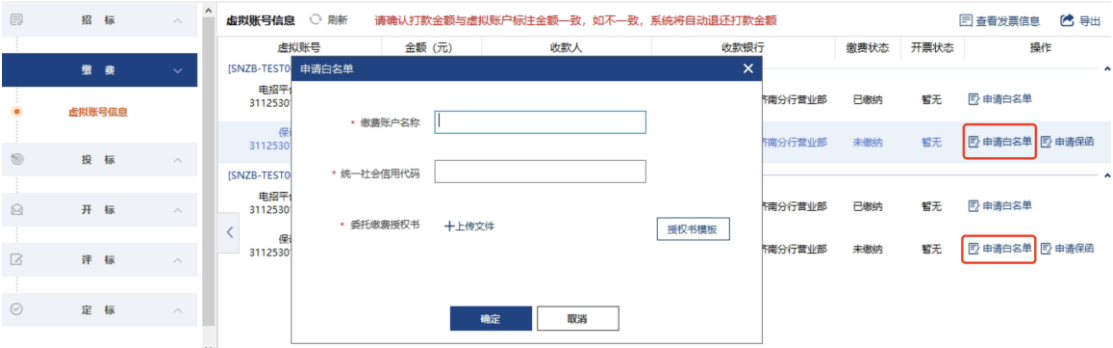 招 标
缴 费
虚拟账号信息
投 标
开 标
评 标
定 标
虚拟账号信息 刷新 请确认打款金额与虚拟账户标注金额一致，如不一致，系统将自动退还打款金额 查看发票信息 导出
虚拟账号 金额（元） 收款人 收款银行 缴费状态 开票状态 操作
[SNZB-TEST0
电招平
3112530 济南分行营业部 已缴纳 暂无 申请白名单
保
3112530 济南分行营业部 未缴纳 暂无 申请白名单 申请保函
[SNZB-TEST0
电招平
3112530 济南分行营业部 已缴纳 暂无 申请白名单
保
3112530 济南分行营业部 未缴纳 暂无 申请白名单 申请保函
申请白名单
* 缴费账户名称
* 统一社会信用代码
* 委托缴费授权书 +上传文件 授权书模板
确定 取消